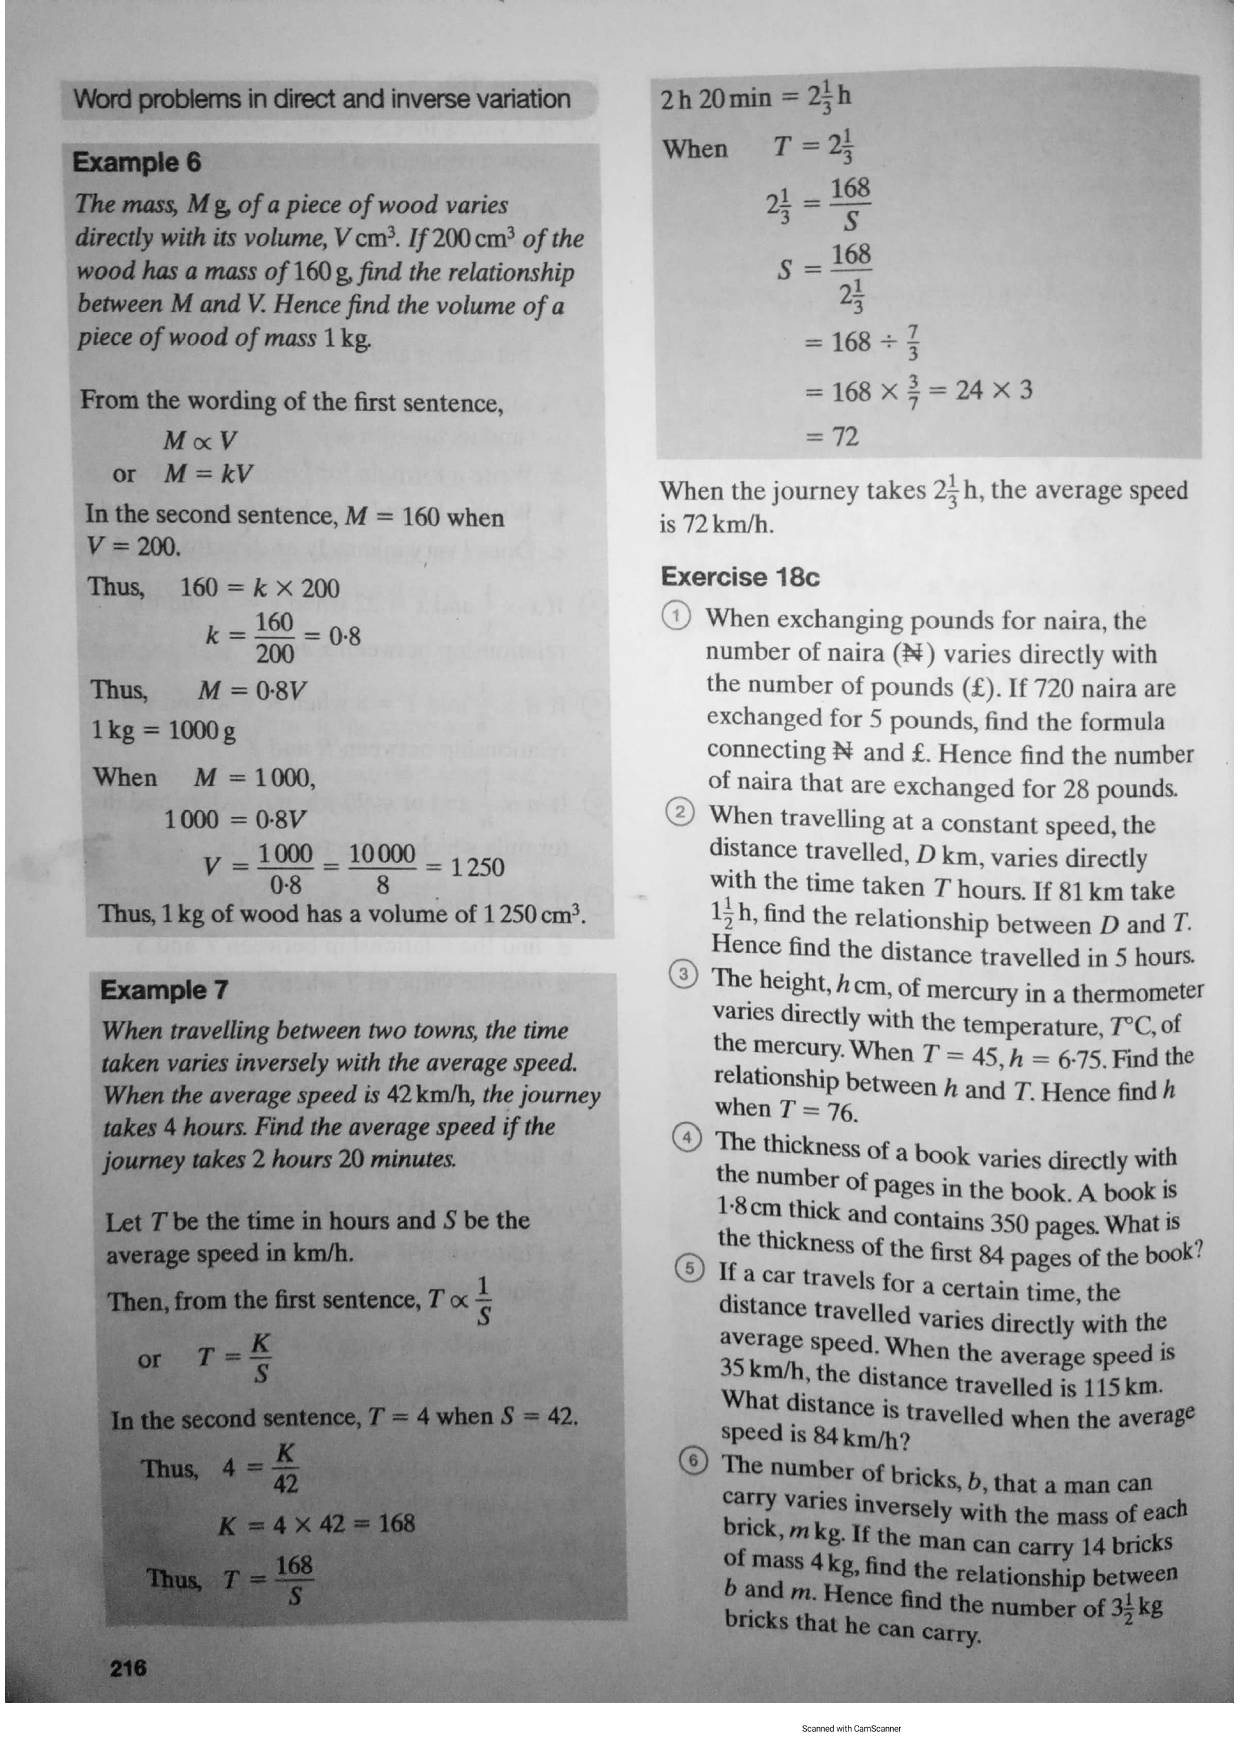 Word problems in direct and inverse variation
Example 6
The mass, M g, of a piece of wood varies
directly with its volume, V cm³. If 200 cm³ of the
wood has a mass of 160 g, find the relationship
between M and V. Hence find the volume of a
piece of wood of mass 1 kg.
From the wording of the first sentence,
M ∝ V
or M = kV
In the second sentence, M = 160 when
V = 200.
Thus, 160 = k × 200
k = 160/200 = 0·8
Thus, M = 0·8V
1 kg = 1000 g
When M = 1 000,
1 000 = 0·8V
V = 1 000/0·8 = 10 000/8 = 1 250
Thus, 1 kg of wood has a volume of 1 250 cm³.
Example 7
When travelling between two towns, the time
taken varies inversely with the average speed.
When the average speed is 42 km/h, the journey
takes 4 hours. Find the average speed if the
journey takes 2 hours 20 minutes.
Let T be the time in hours and S be the
average speed in km/h.
Then, from the first sentence, T ∝ 1/S
or T = K/S
In the second sentence, T = 4 when S = 42.
Thus, 4 = K/42
K = 4 × 42 = 168
Thus, T = 168/S
216
2 h 20 min = 2⅓ h
When T = 2⅓
2⅓ = 168/S
S = 168/2⅓
= 168 ÷ 7/3
= 168 × 3/7 = 24 × 3
= 72
When the journey takes 2⅓ h, the average speed
is 72 km/h.
Exercise 18c
① When exchanging pounds for naira, the
number of naira (₦) varies directly with
the number of pounds (£). If 720 naira are
exchanged for 5 pounds, find the formula
connecting ₦ and £. Hence find the number
of naira that are exchanged for 28 pounds.
② When travelling at a constant speed, the
distance travelled, D km, varies directly
with the time taken T hours. If 81 km take
1½ h, find the relationship between D and T.
Hence find the distance travelled in 5 hours.
③ The height, h cm, of mercury in a thermometer
varies directly with the temperature, T°C, of
the mercury. When T = 45, h = 6·75. Find the
relationship between h and T. Hence find h
when T = 76.
④ The thickness of a book varies directly with
the number of pages in the book. A book is
1·8 cm thick and contains 350 pages. What is
the thickness of the first 84 pages of the book?
⑤ If a car travels for a certain time, the
distance travelled varies directly with the
average speed. When the average speed is
35 km/h, the distance travelled is 115 km.
What distance is travelled when the average
speed is 84 km/h?
⑥ The number of bricks, b, that a man can
carry varies inversely with the mass of each
brick, m kg. If the man can carry 14 bricks
of mass 4 kg, find the relationship between
b and m. Hence find the number of 3½ kg
bricks that he can carry.
Scanned with CamScanner